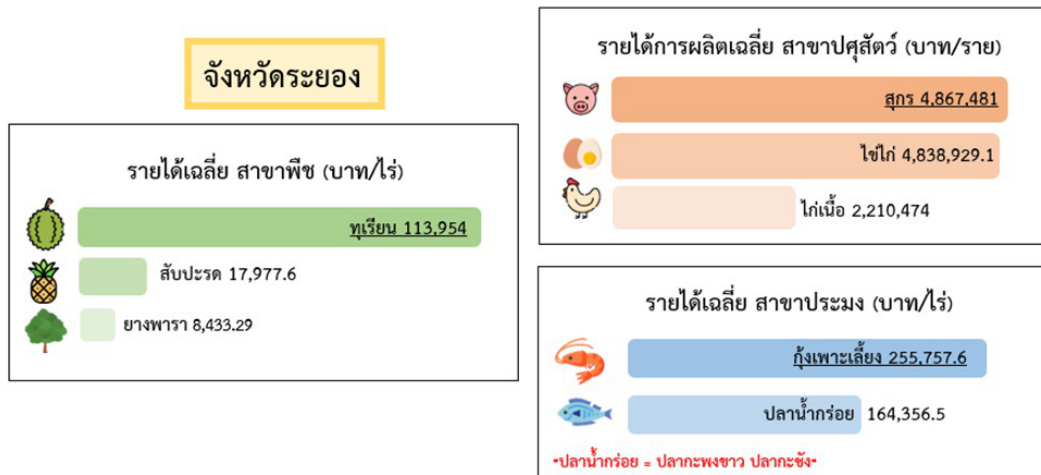 จังหวัดระยอง
รายได้เฉลี่ย สาขาพืช (บาท/ไร่)
ทุเรียน 113,954
สับปะรด 17,977.6
ยางพารา 8,433.29
รายได้การผลิตเฉลี่ย สาขาปศุสัตว์ (บาท/ราย)
สุกร 4,867,481
ไข่ไก่ 4,838,929.1
ไก่เนื้อ 2,210,474
รายได้เฉลี่ย สาขาประมง (บาท/ไร่)
กุ้งเพาะเลี้ยง 255,757.6
ปลาน้ำกร่อย 164,356.5
*ปลาน้ำกร่อย = ปลากะพงขาว ปลากะชัง*